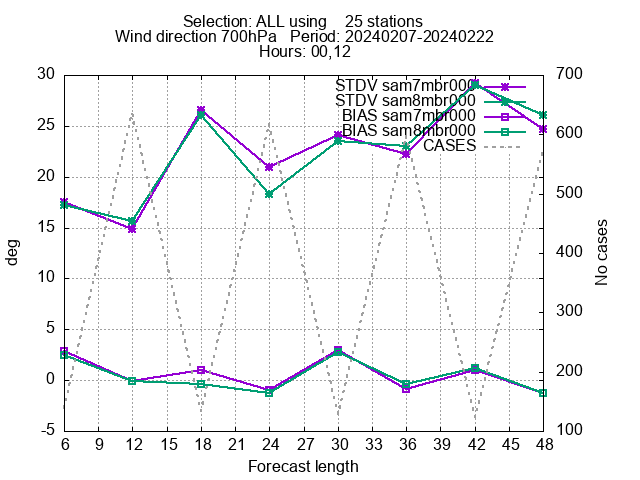 Selection: ALL using    25 stations
Wind direction 700hPa   Period: 20240207-20240222
Hours: 00,12
30
25
20
15
10
5
0
-5
deg
700
600
500
400
300
200
100
No cases
STDV sam7mbr000
STDV sam8mbr000
BIAS sam7mbr000
BIAS sam8mbr000
CASES
6 9 12 15 18 21 24 27 30 33 36 39 42 45 48
Forecast length